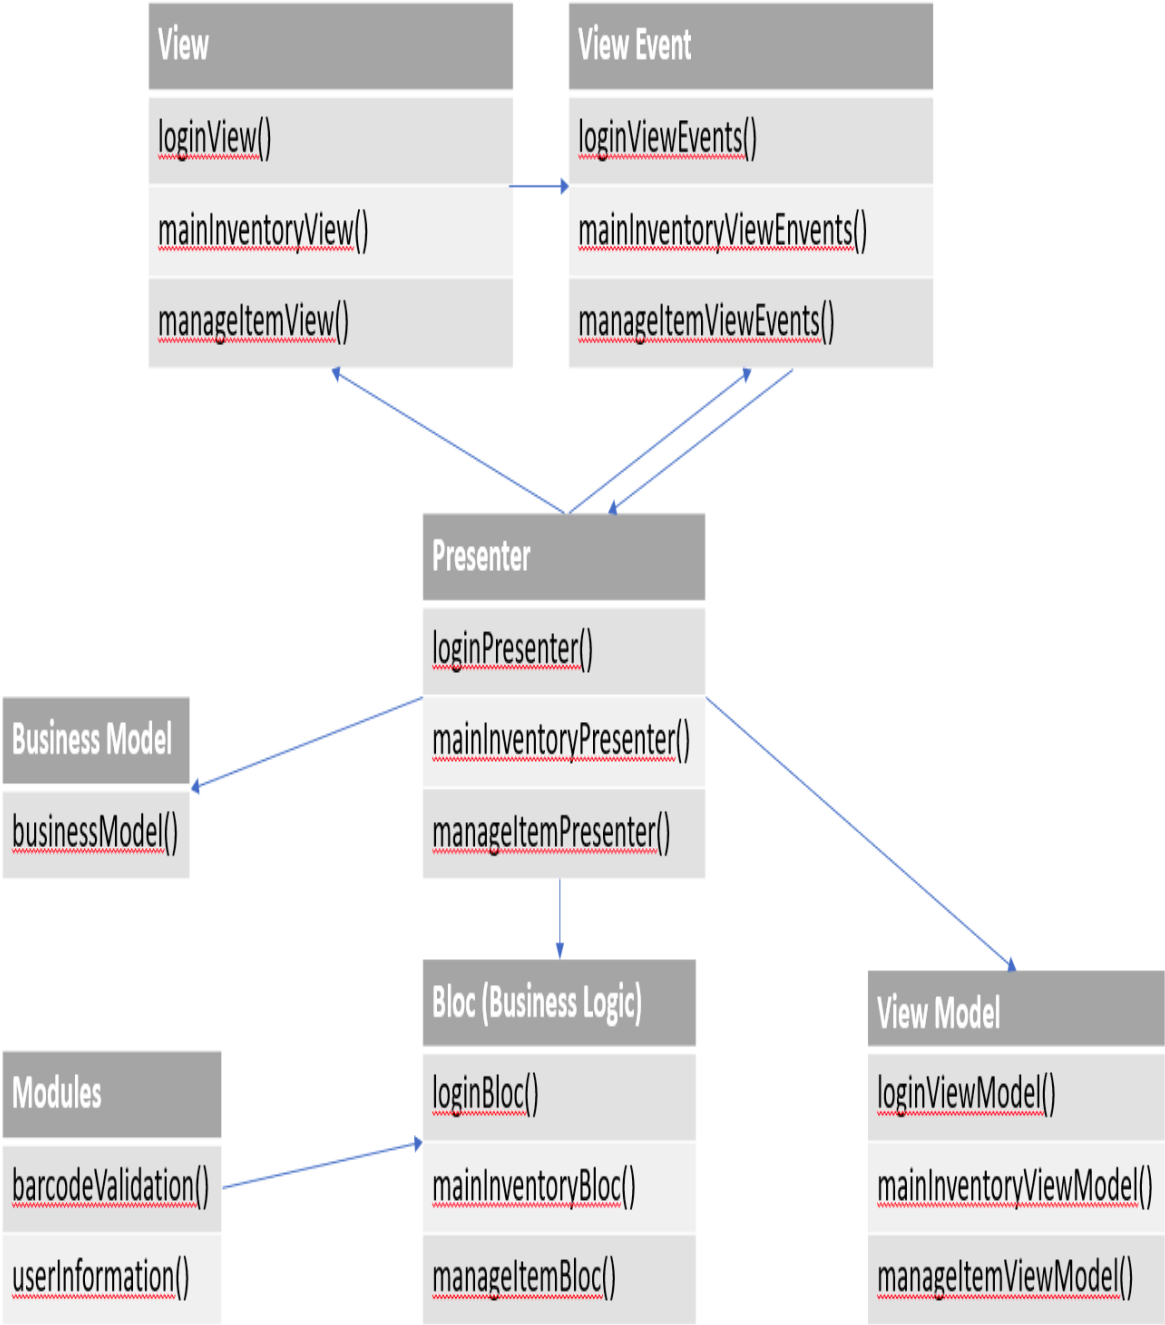 View
loginView()
mainInventoryView()
manageItemView()
View Event
loginViewEvents()
mainInventoryViewEnvents()
manageItemViewEvents()
Presenter
loginPresenter()
mainInventoryPresenter()
manageItemPresenter()
Business Model
businessModel()
Bloc (Business Logic)
loginBloc()
mainInventoryBloc()
manageItemBloc()
View Model
loginViewModel()
mainInventoryViewModel()
manageItemViewModel()
Modules
barcodeValidation()
userInformation()